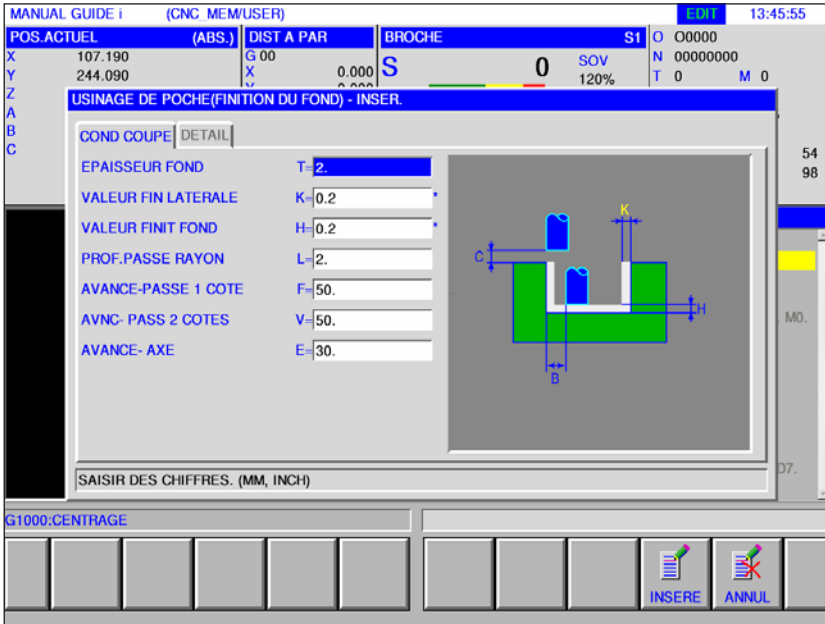 MANUAL GUIDE i (CNC_MEM/USER) EDIT 13:45:55
POS.ACTUEL (ABS.) DIST A PAR BROCHE S1 O O0000
X 107.190 G 00 S 0 SOV N 00000000
Y 244.090 X 0.000 120% T 0 M 0
Z
USINAGE DE POCHE(FINITION DU FOND) - INSER.
A
B
C
COND COUPE DETAIL
54
98
EPAISSEUR FOND T= 2.
VALEUR FIN LATERALE K= 0.2 *
VALEUR FINIT FOND H= 0.2 *
PROF.PASSE RAYON L= 2.
AVANCE-PASSE 1 COTE F= 50.
AVNC- PASS 2 COTES V= 50.
AVANCE- AXE E= 30.
K
C
H
B
M0.
D7.
SAISIR DES CHIFFRES. (MM, INCH)
G1000:CENTRAGE
INSERE ANNUL